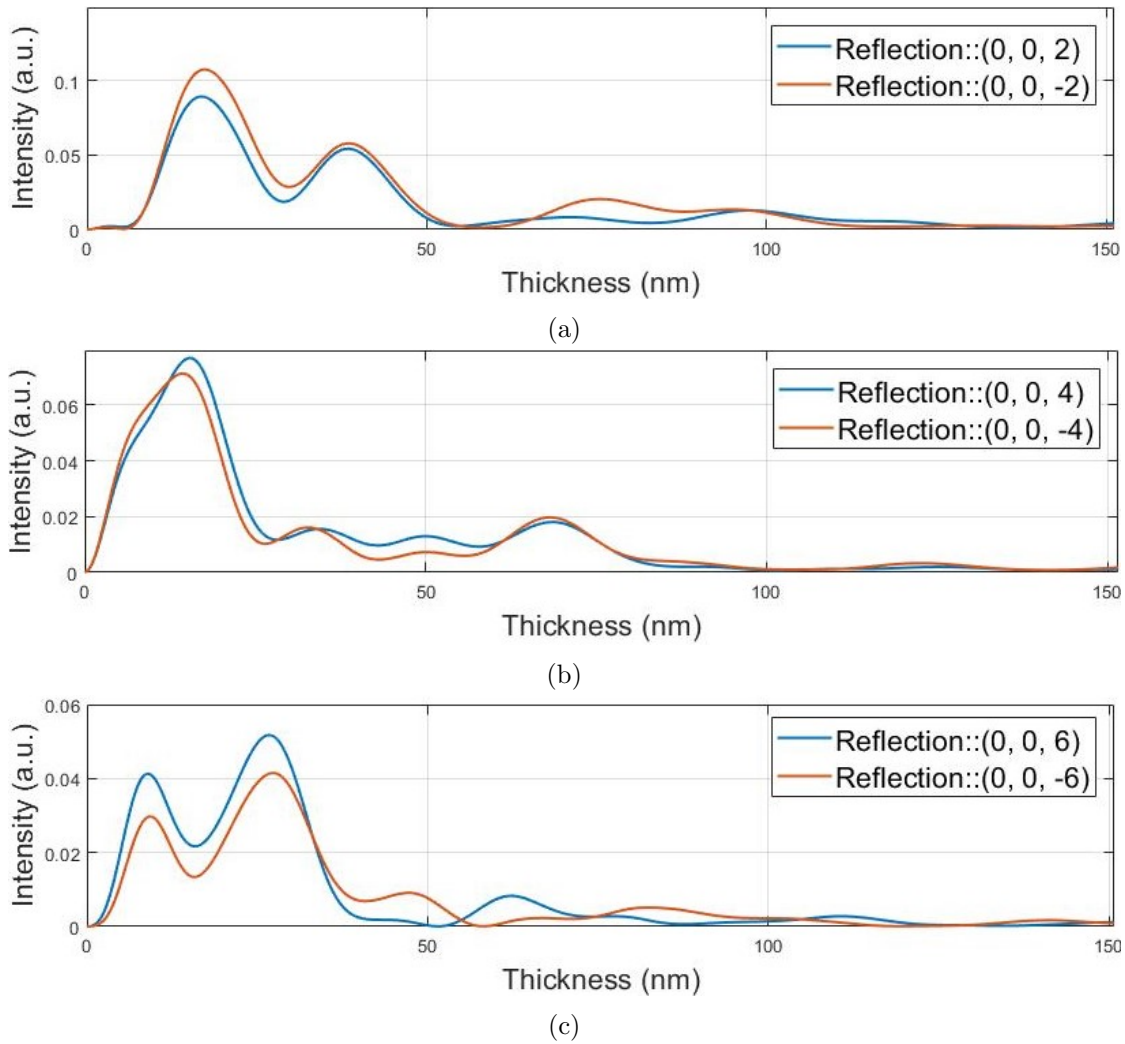 Intensity (a.u.)
0.1
0.05
0
Reflection::(0, 0, 2)
Reflection::(0, 0, -2)
0 50 100 150
Thickness (nm)
(a)
Intensity (a.u.)
0.06
0.04
0.02
0
Reflection::(0, 0, 4)
Reflection::(0, 0, -4)
0 50 100 150
Thickness (nm)
(b)
Intensity (a.u.)
0.06
0.04
0.02
0
Reflection::(0, 0, 6)
Reflection::(0, 0, -6)
0 50 100 150
Thickness (nm)
(c)